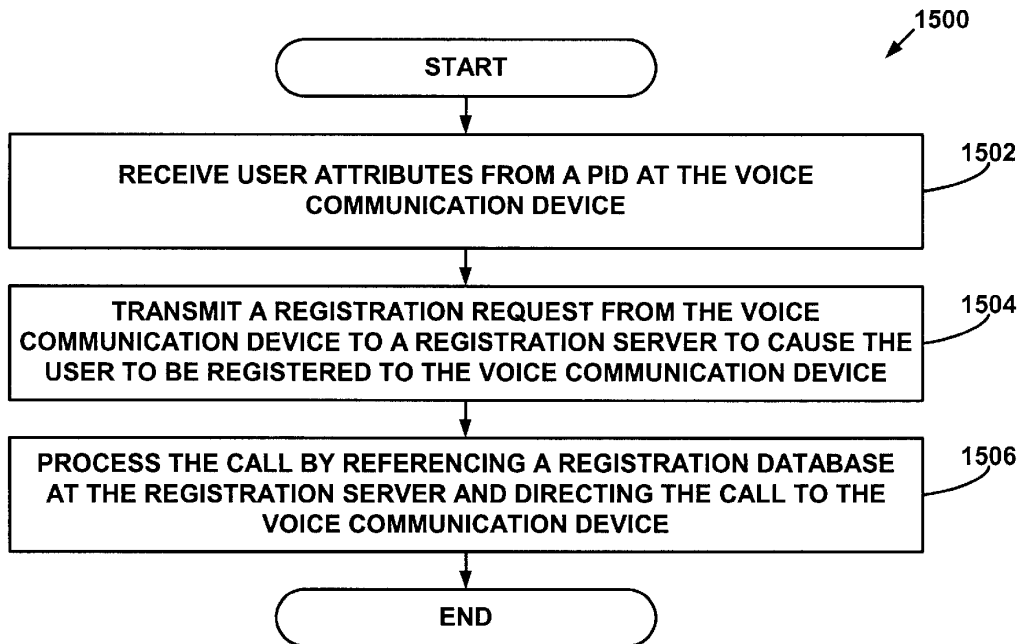 1500
START
RECEIVE USER ATTRIBUTES FROM A PID AT THE VOICE
COMMUNICATION DEVICE
1502
TRANSMIT A REGISTRATION REQUEST FROM THE VOICE
COMMUNICATION DEVICE TO A REGISTRATION SERVER TO CAUSE THE
USER TO BE REGISTERED TO THE VOICE COMMUNICATION DEVICE
1504
PROCESS THE CALL BY REFERENCING A REGISTRATION DATABASE
AT THE REGISTRATION SERVER AND DIRECTING THE CALL TO THE
VOICE COMMUNICATION DEVICE
1506
END